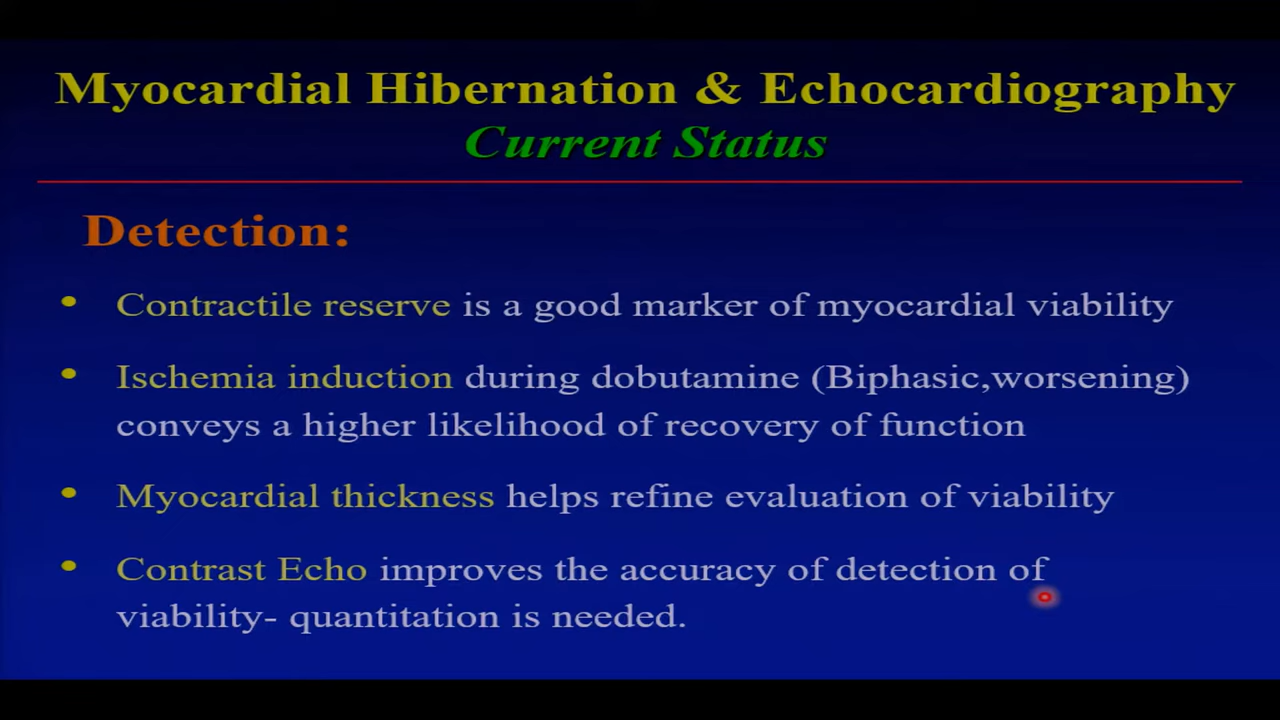 Myocardial Hibernation & Echocardiography
Current Status
Detection:
• Contractile reserve is a good marker of myocardial viability
• Ischemia induction during dobutamine (Biphasic,worsening)
conveys a higher likelihood of recovery of function
• Myocardial thickness helps refine evaluation of viability
• Contrast Echo improves the accuracy of detection of
viability- quantitation is needed.